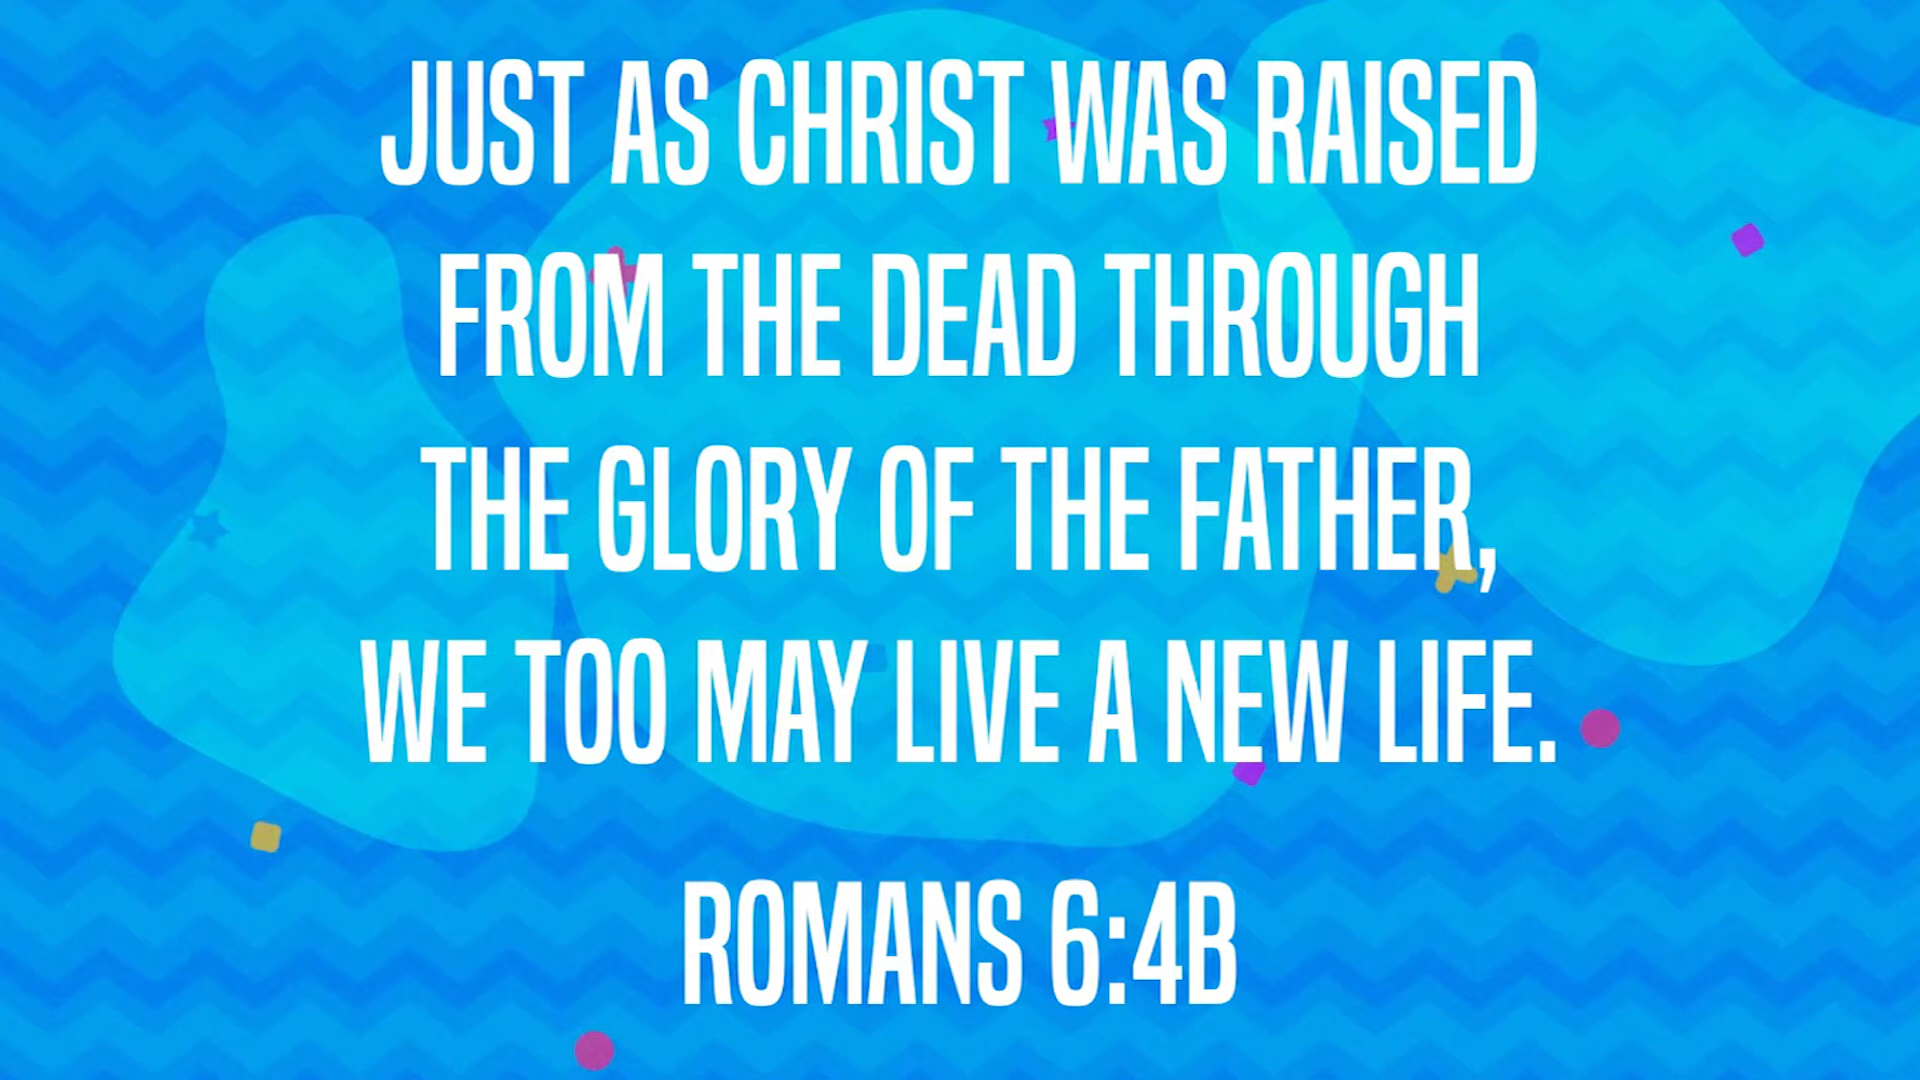 JUST AS CHRIST WAS RAISED
FROM THE DEAD THROUGH
THE GLORY OF THE FATHER,
WE TOO MAY LIVE A NEW LIFE.
ROMANS 6:4B